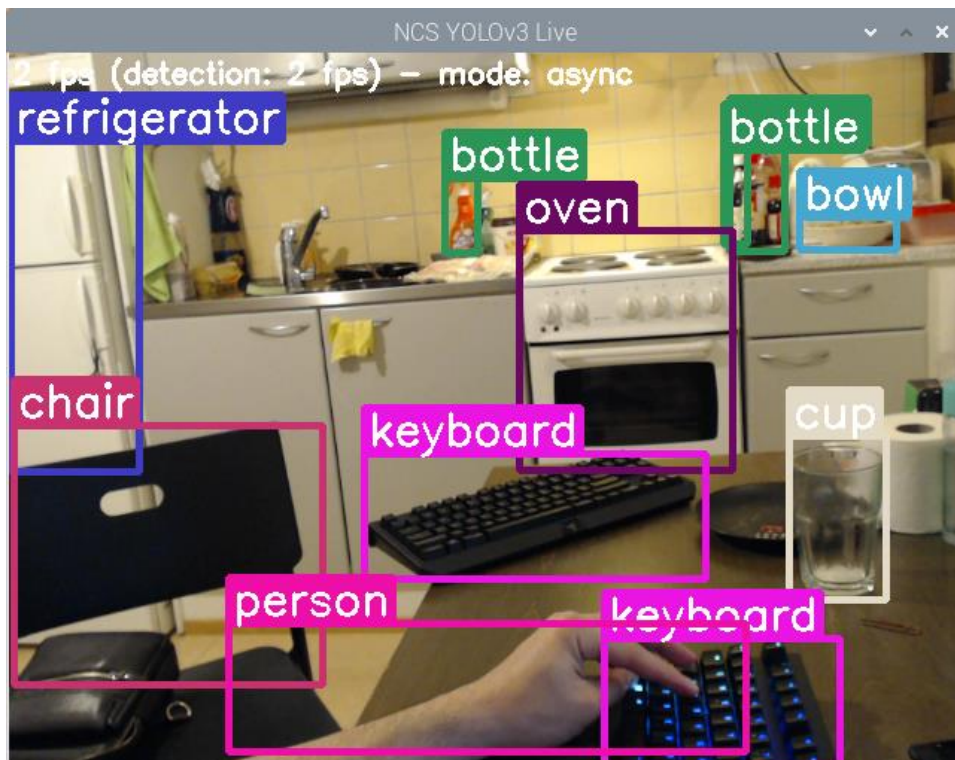 NCS YOLOv3 Live
2 fps (detection: 2 fps) - mode: async
refrigerator
bottle
bottle
oven
bowl
chair
keyboard
cup
person
keyboard